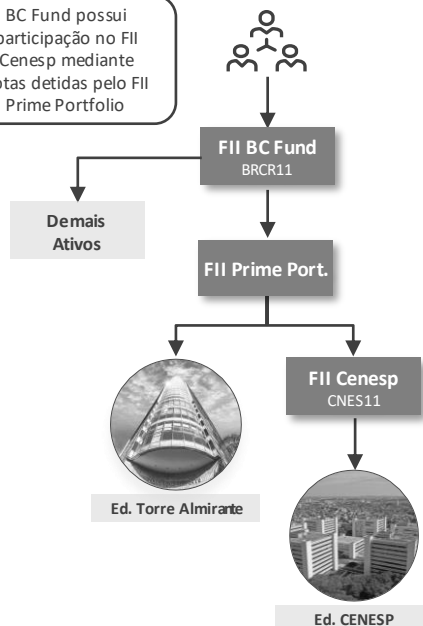 BC Fund possui
participação no FII
Cenesp mediante
cotas detidas pelo FII
Prime Portfolio
FII BC Fund
BRCR11
Demais
Ativos
FII Prime Port.
FII Cenesp
CNES11
Ed. Torre Almirante
Ed. CENESP